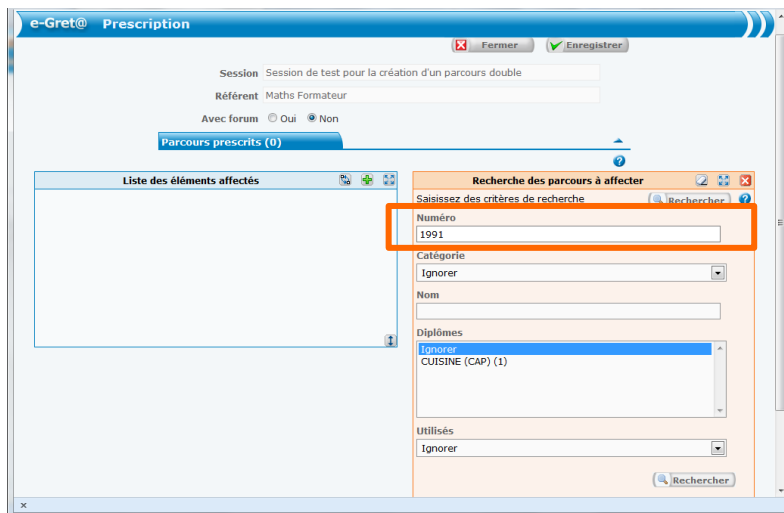 e-Gret@ Prescription
Fermer Enregistrer
Session Session de test pour la création d'un parcours double
Référent Maths Formateur
Avec forum Oui Non
Parcours prescrits (0)
Liste des éléments affectés
Recherche des parcours à affecter
Saisissez des critères de recherche Rechercher
Numéro
1991
Catégorie
Ignorer
Nom
Diplômes
Ignorer
CUISINE (CAP) (1)
Utilisés
Ignorer
Rechercher